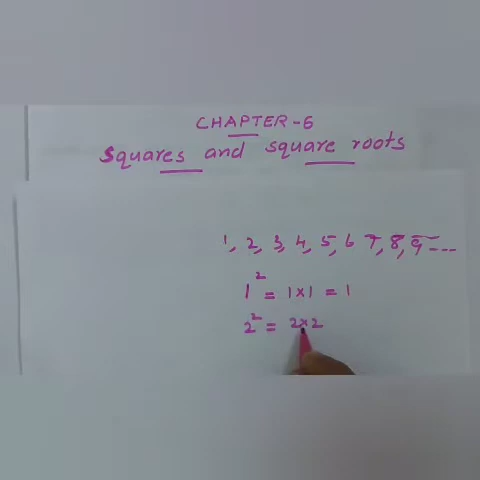 CHAPTER-6
Squares and square roots
1, 2, 3, 4, 5, 6 7, 8, 9----
1² = 1×1 = 1
2² = 2×2